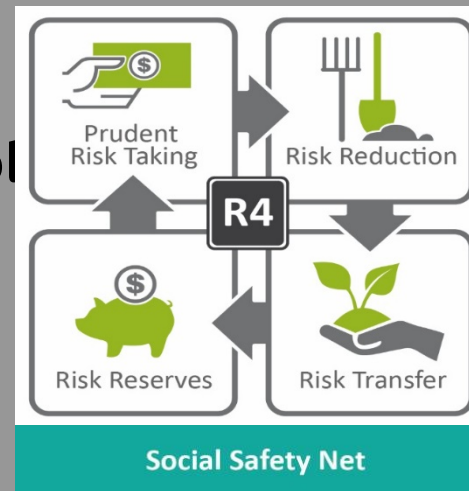 $
Prudent
Risk Taking
Risk Reduction
R4
$
Risk Reserves
Risk Transfer
Social Safety Net